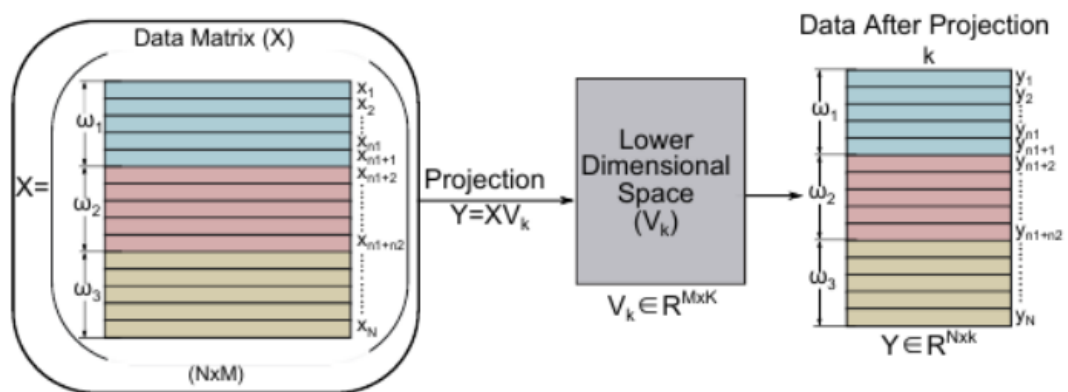 Data Matrix (X)
X=
ω1
ω2
ω3
x1
x2
xn1
xn1+1
xn1+2
xn1+n2
xN
(NxM)
Projection
Y=XVk
Lower
Dimensional
Space
(Vk)
Vk∈R^MxK
Data After Projection
k
ω1
ω2
ω3
y1
y2
yn1
yn1+1
yn1+2
yn1+n2
yN
Y∈R^Nxk